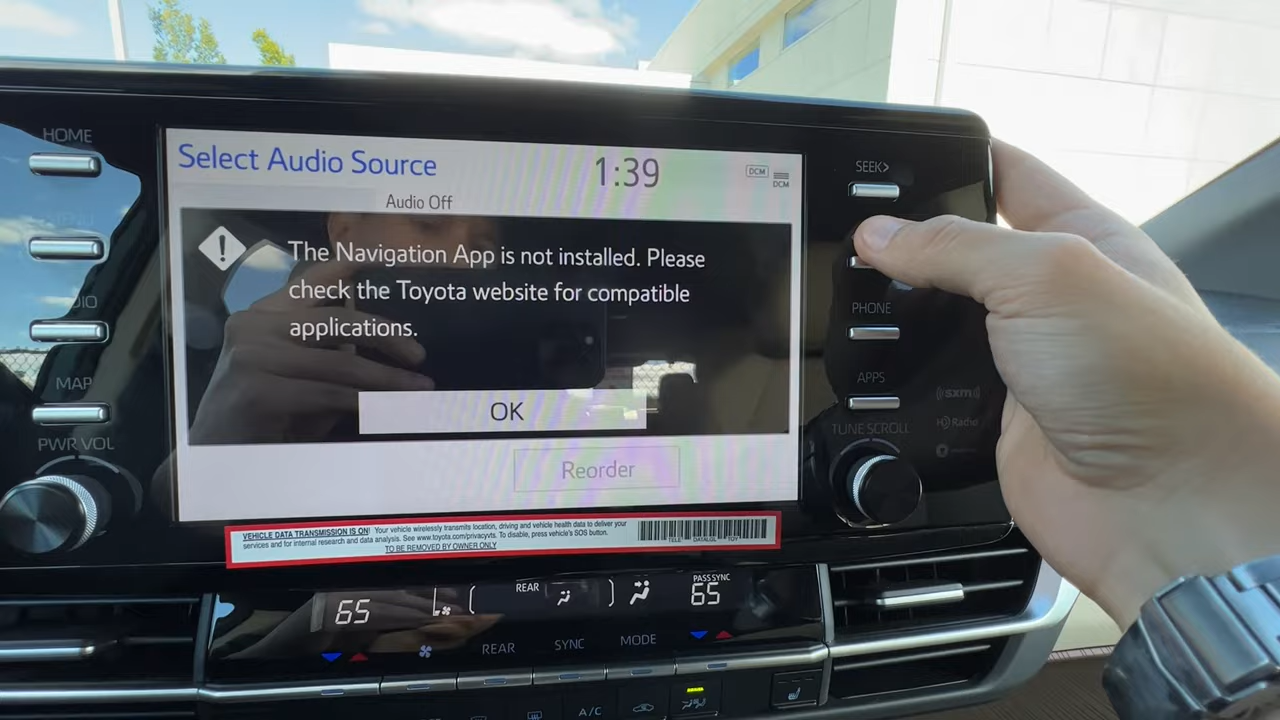 HOME
SEEK>
Select Audio Source
1:39
DCM
DCM
Audio Off
The Navigation App is not installed. Please
check the Toyota website for compatible
applications.
OK
Reorder
MAP
PWR VOL
PHONE
APPS
TUNE SCROLL
sxm
HD Radio
VEHICLE DATA TRANSMISSION IS ON! Your vehicle wirelessly transmits location, driving and vehicle health data to deliver your
services and for internal research and data analysis. See www.toyota.com/privacyvts. To disable, press vehicle's SOS button.
TO BE REMOVED BY OWNER ONLY
65
REAR
PASS SYNC
65
REAR
SYNC
MODE
A/C